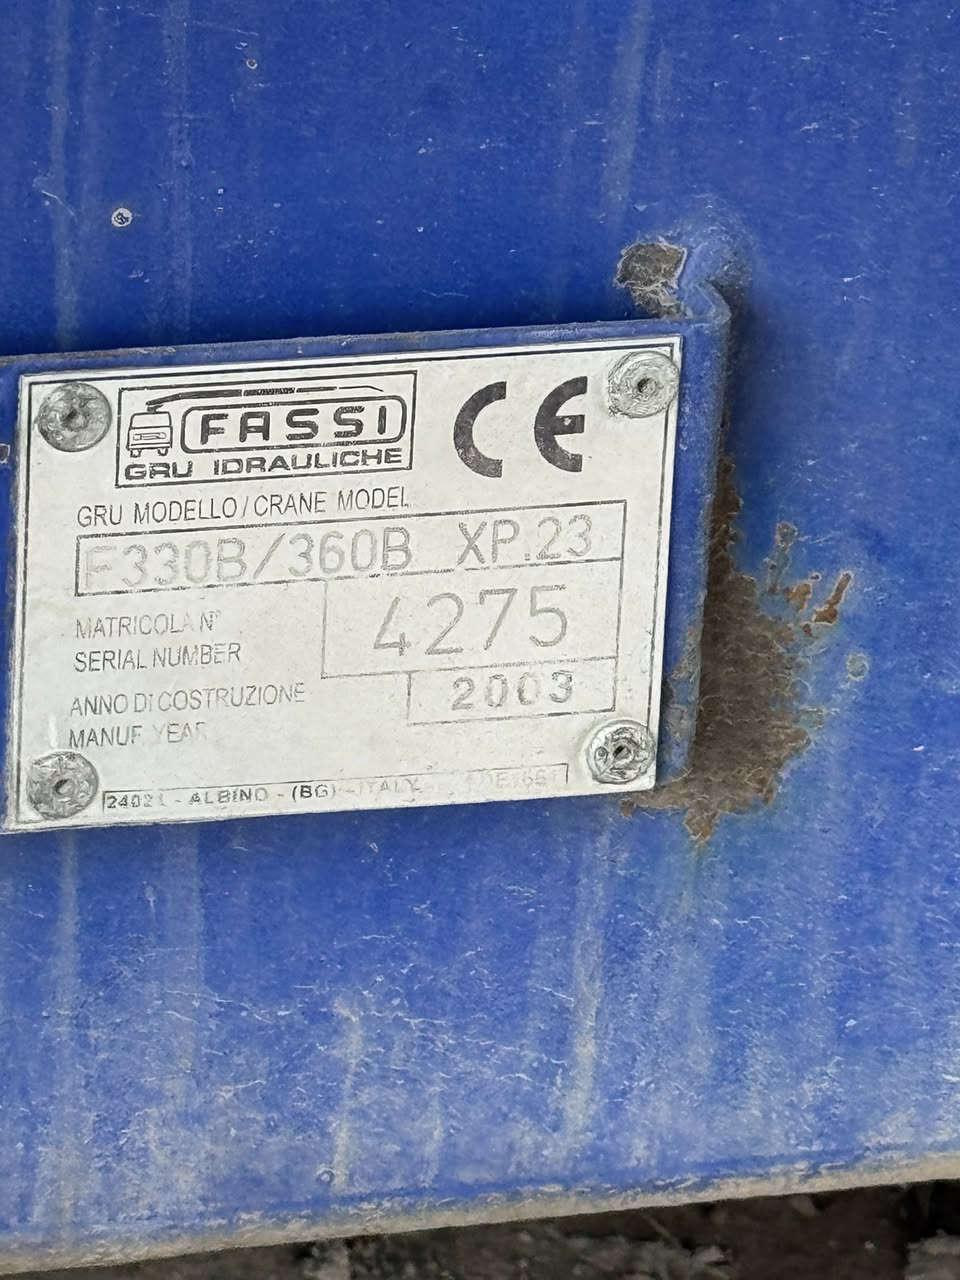 FASSI
GRU IDRAULICHE
CE
GRU MODELLO/CRANE MODEL
F330B/360B XP.23
MATRICOLA N°
SERIAL NUMBER
4275
ANNO DI COSTRUZIONE
MANUF. YEAR
2003
24021 - ALBINO - (BG) - ITALY